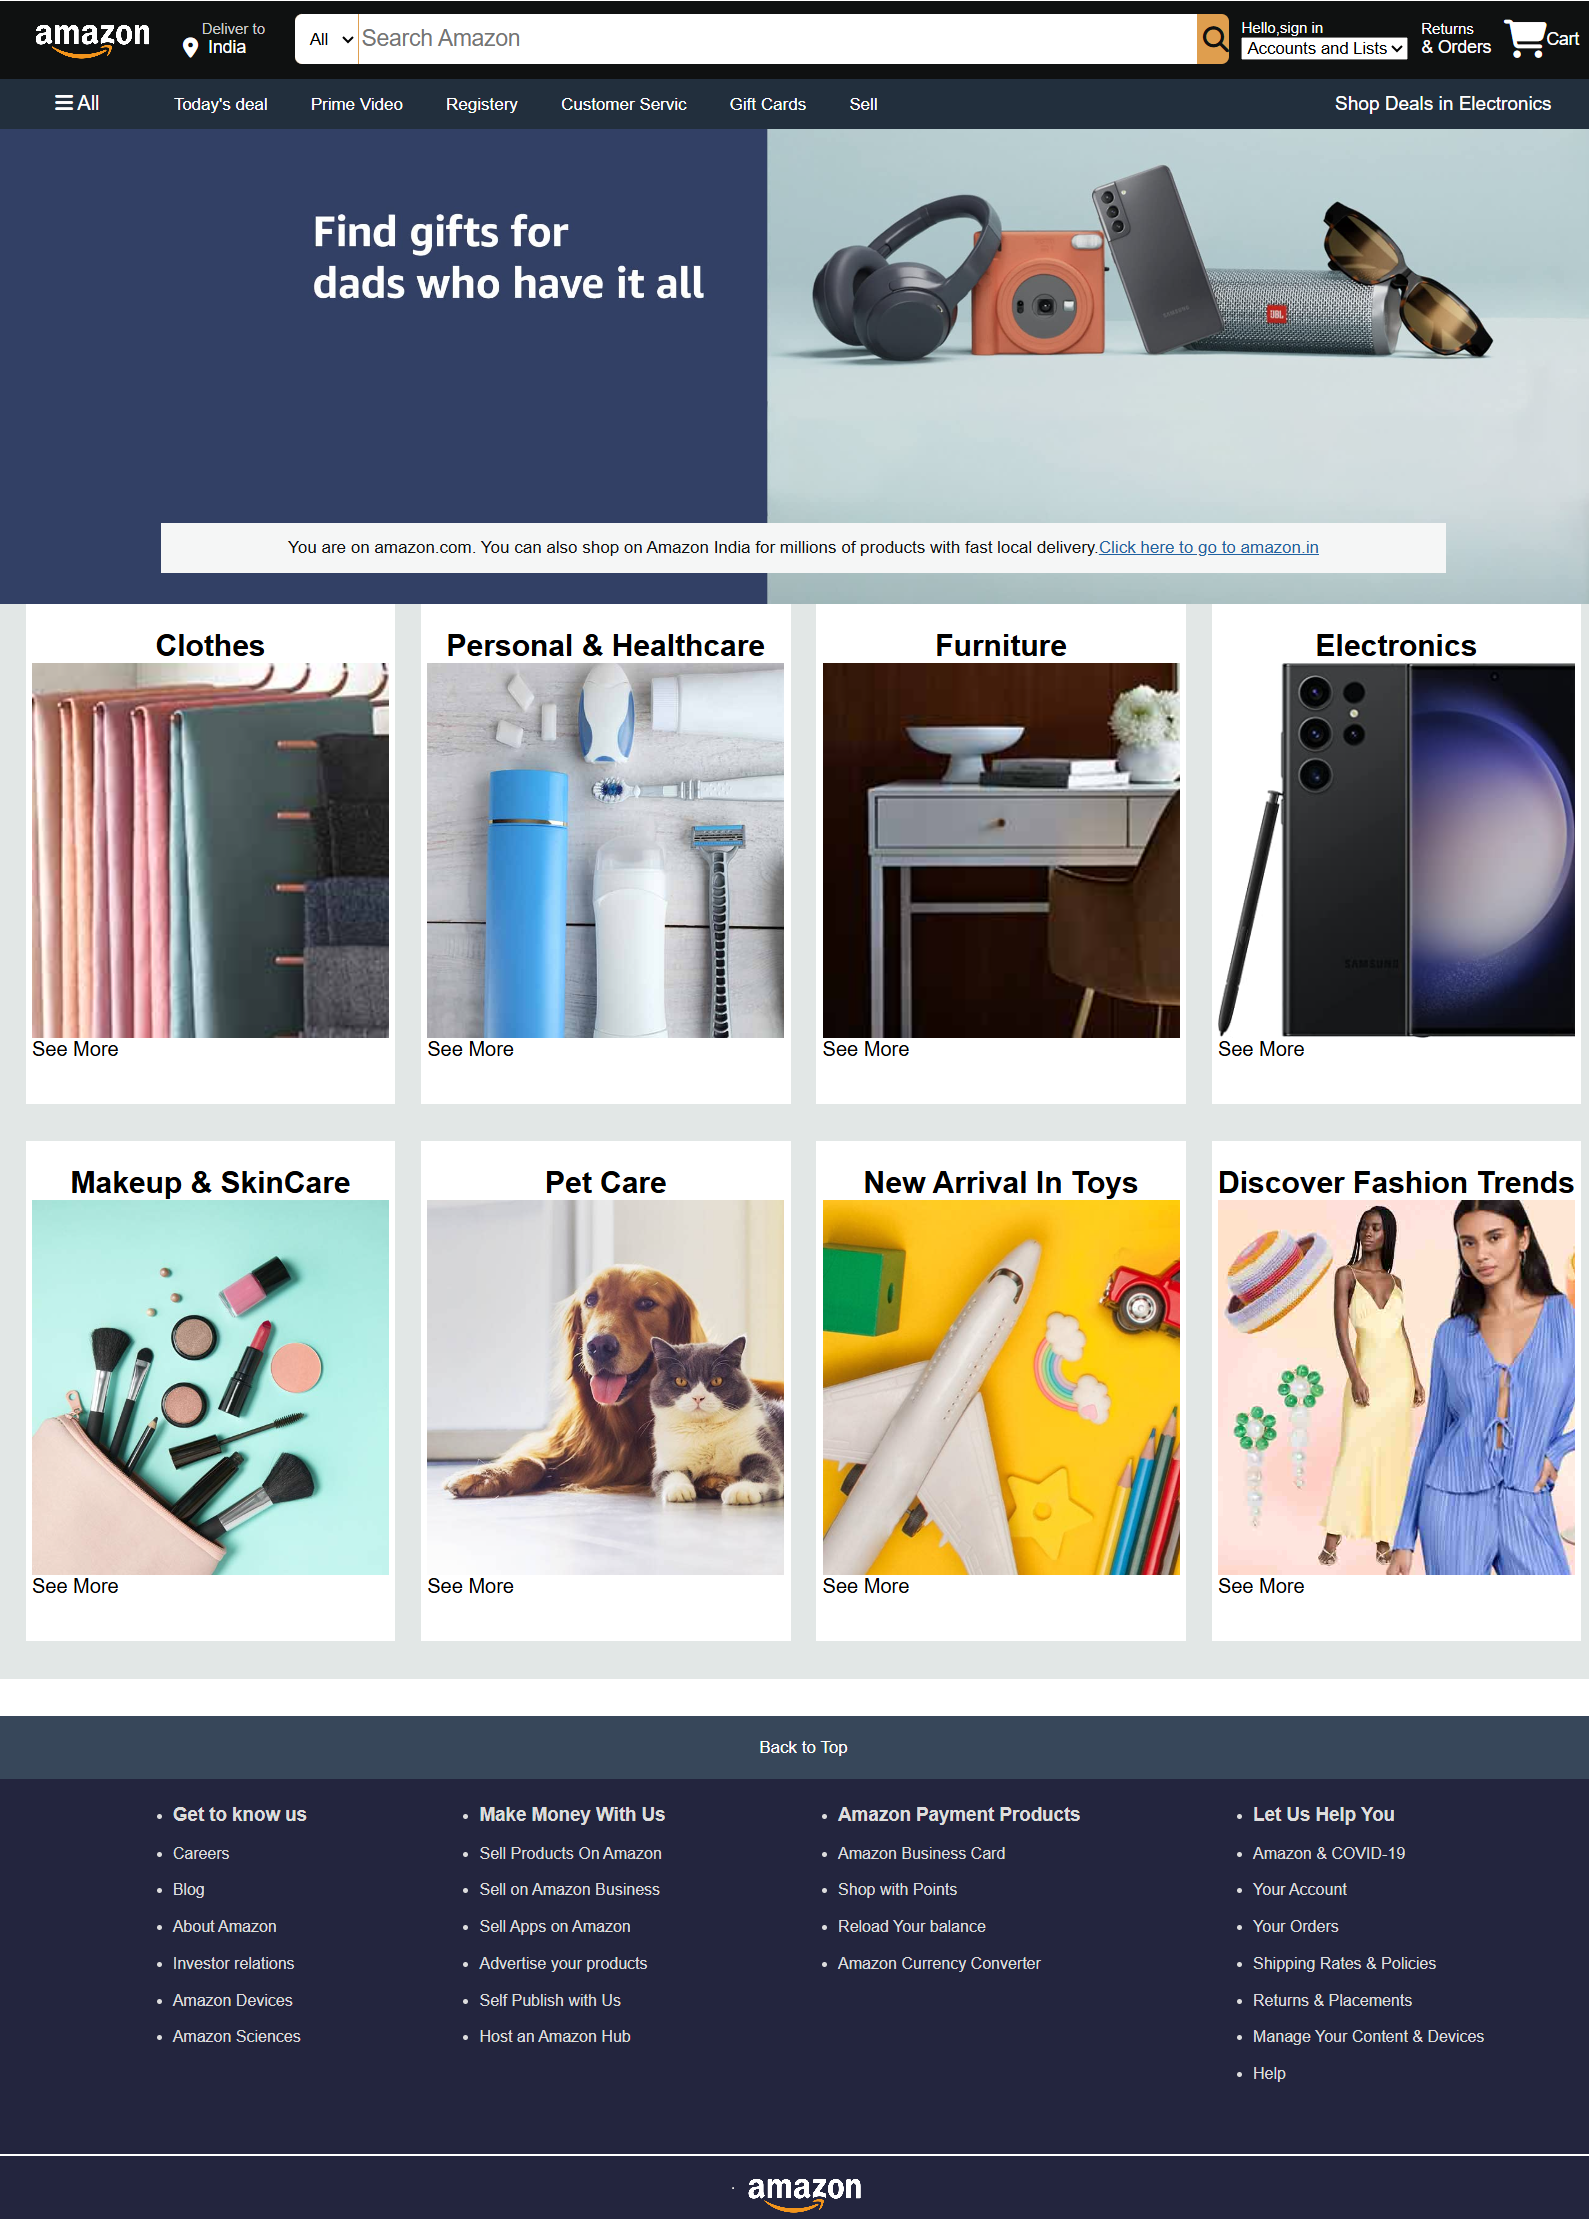 amazon
Deliver to
India
All
Search Amazon
Hello,sign in
Accounts and Lists
Returns
& Orders
Cart
All
Today's deal
Prime Video
Registery
Customer Servic
Gift Cards
Sell
Shop Deals in Electronics
Find gifts for
dads who have it all
SAMSUNG
JBL
You are on amazon.com. You can also shop on Amazon India for millions of products with fast local delivery.Click here to go to amazon.in
Clothes
Personal & Healthcare
Furniture
Electronics
SAMSUNG
See More
See More
See More
See More
Makeup & SkinCare
Pet Care
New Arrival In Toys
Discover Fashion Trends
See More
See More
See More
See More
Back to Top
Get to know us
Careers
Blog
About Amazon
Investor relations
Amazon Devices
Amazon Sciences
Make Money With Us
Sell Products On Amazon
Sell on Amazon Business
Sell Apps on Amazon
Advertise your products
Self Publish with Us
Host an Amazon Hub
Amazon Payment Products
Amazon Business Card
Shop with Points
Reload Your balance
Amazon Currency Converter
Let Us Help You
Amazon & COVID-19
Your Account
Your Orders
Shipping Rates & Policies
Returns & Placements
Manage Your Content & Devices
Help
amazon